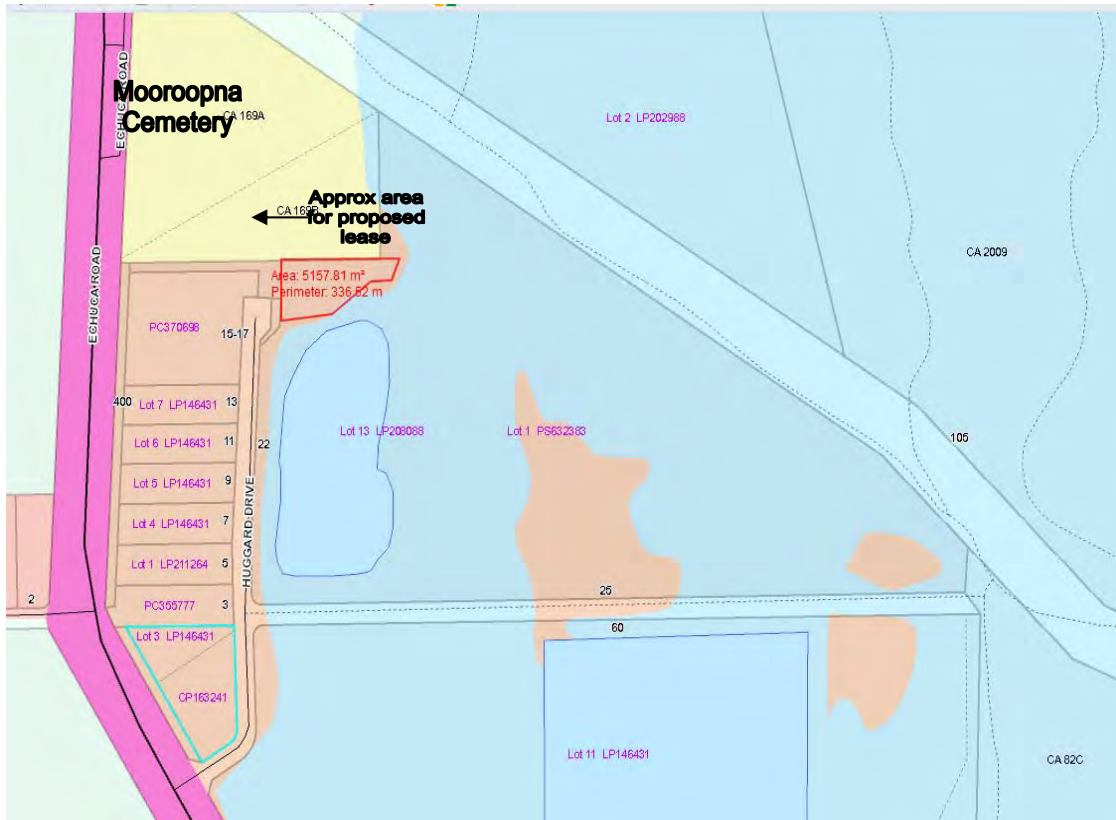 ECHUCA ROAD
Mooroopna
Cemetery
CA 169A
Lot 2 LP202988
CA 169B
Approx area
for proposed
lease
CA 2009
ECHUCA ROAD
Area: 5157.81 m²
Perimeter: 336.52 m
PC370698
15-17
400
Lot 7 LP146431
13
Lot 6 LP146431
11
22
Lot 13 LP208088
Lot 1 PS632383
105
Lot 5 LP146431
9
Lot 4 LP146431
7
HUGGARD DRIVE
Lot 1 LP211264
5
2
PC355777
3
25
60
Lot 3 LP146431
CP163241
Lot 11 LP146431
CA 82C